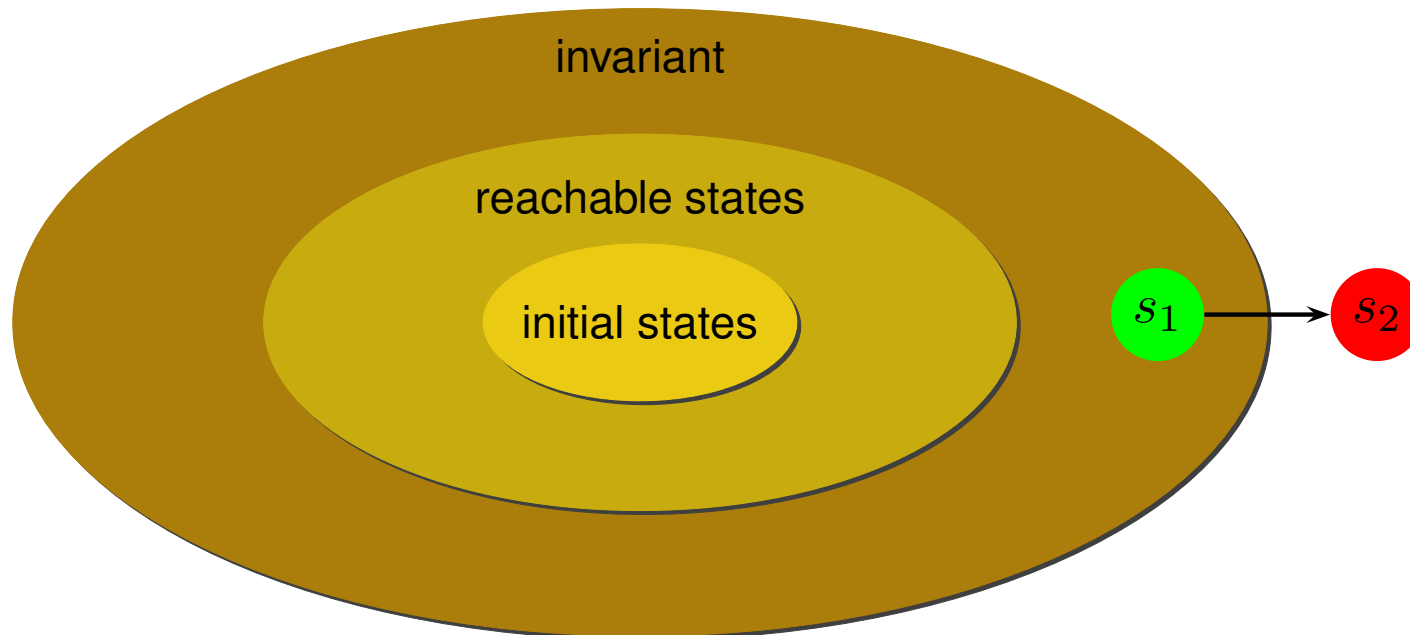 invariant
reachable states
initial states
s₁
s₂